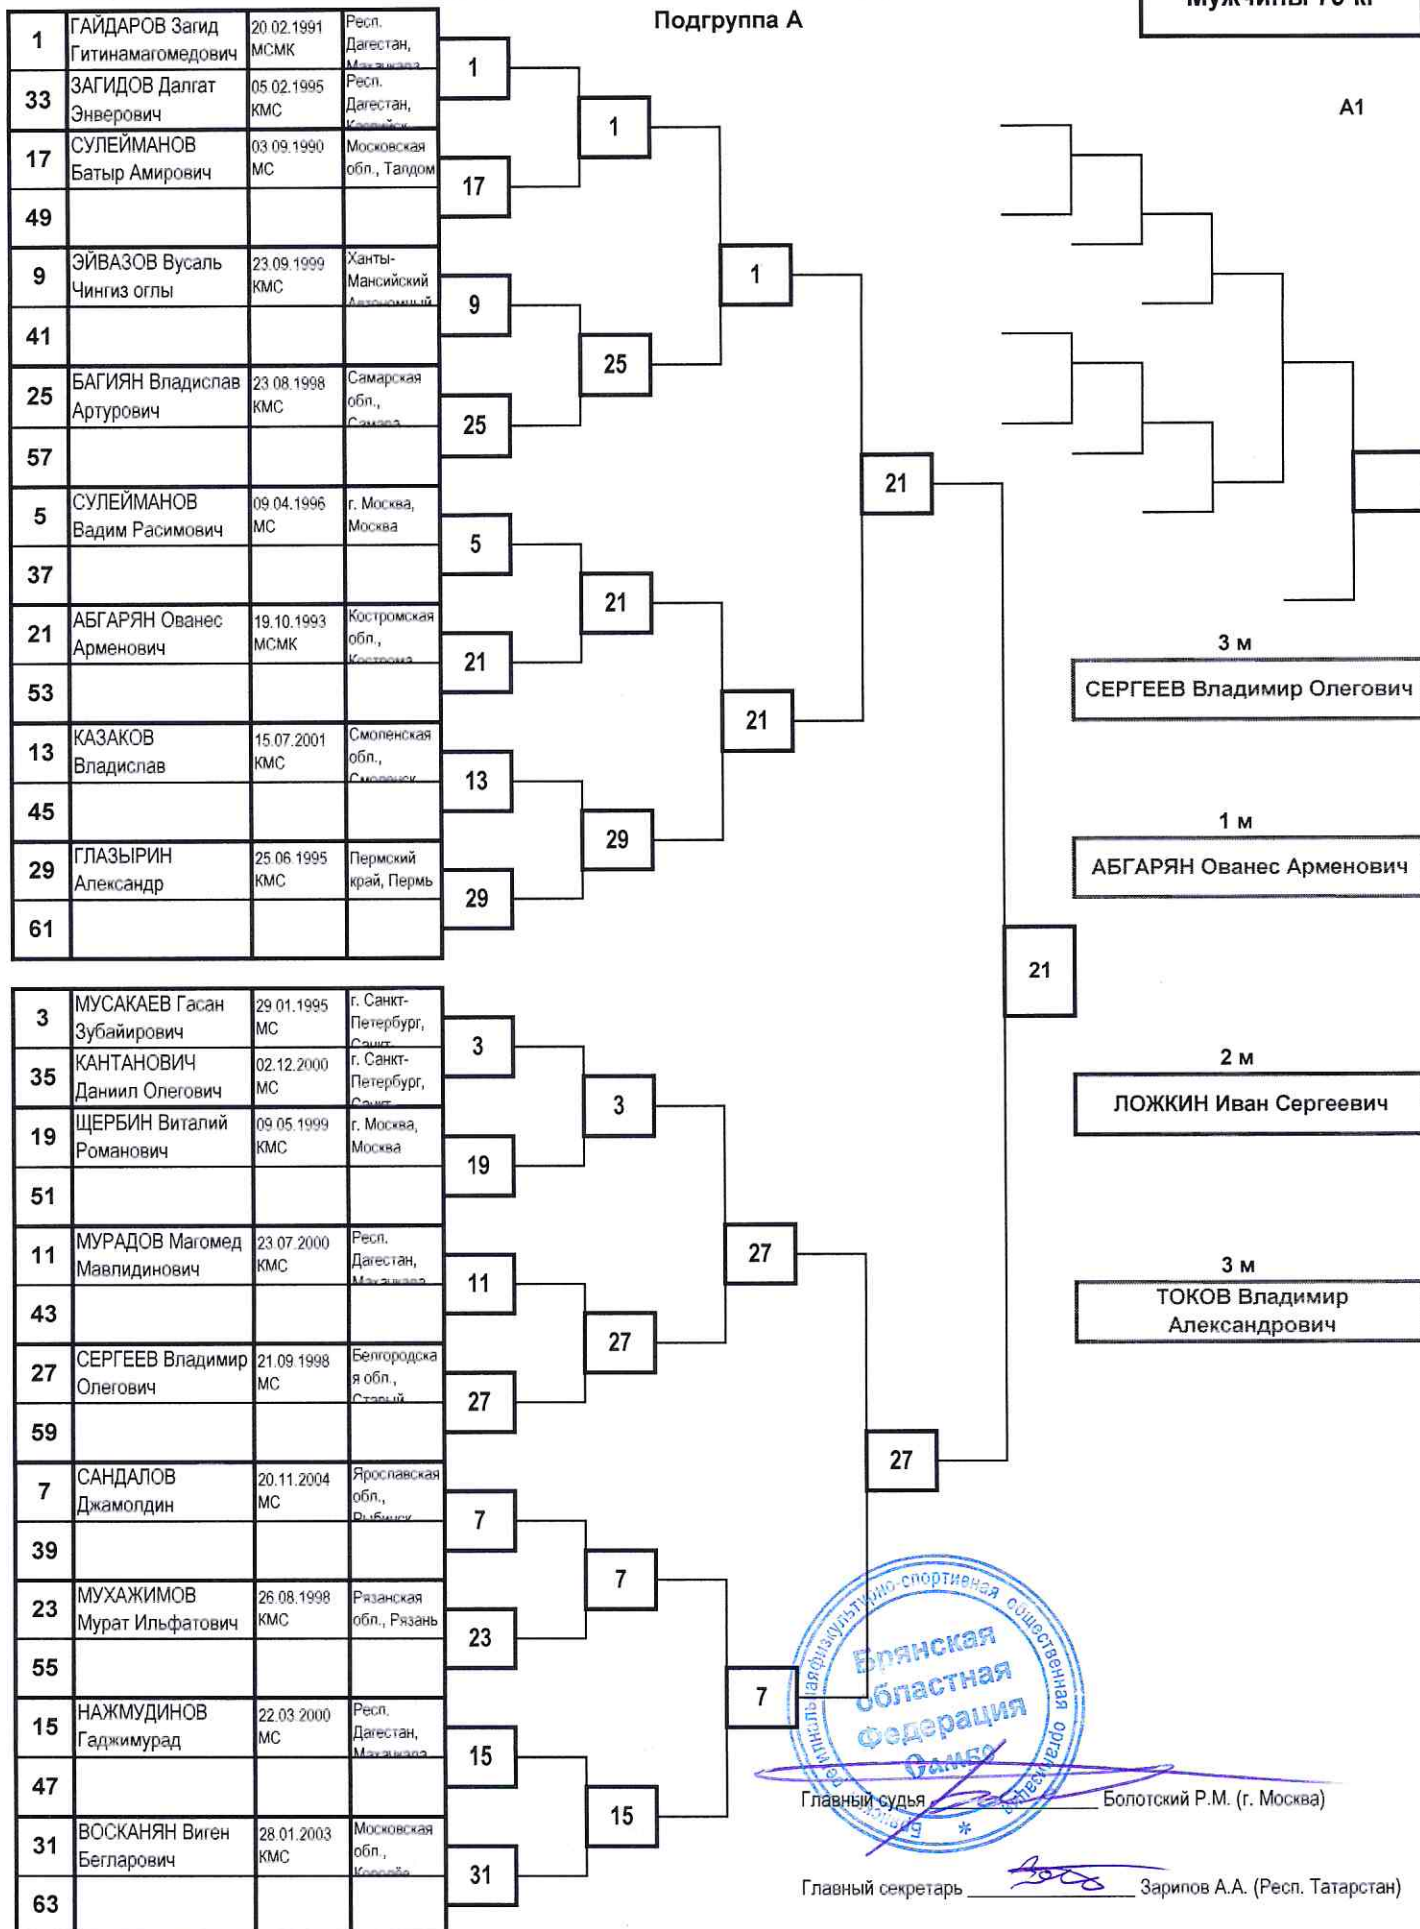 Подгруппа А
А1
1
ГАЙДАРОВ Загид
Гитинамагомедович
20.02.1991
МСМК
Респ.
Дагестан,
33
ЗАГИДОВ Далгат
Энверович
05.02.1995
КМС
Респ.
Дагестан,
17
СУЛЕЙМАНОВ
Батыр Амирович
03.09.1990
МС
Московская
обл., Талдом
49
9
ЭЙВАЗОВ Вусаль
Чингиз оглы
23.09.1999
КМС
Ханты-
Мансийский
41
25
БАГИЯН Владислав
Артурович
23.08.1998
КМС
Самарская
обл.,
57
5
СУЛЕЙМАНОВ
Вадим Расимович
09.04.1996
МС
г. Москва,
Москва
37
21
АБГАРЯН Ованес
Арменович
19.10.1993
МСМК
Костромская
обл.,
53
13
КАЗАКОВ
Владислав
15.07.2001
КМС
Смоленская
обл.,
45
29
ГЛАЗЫРИН
Александр
25.06.1995
КМС
Пермский
край, Пермь
61
1
17
9
25
5
21
13
29
1
25
21
29
1
21
21
3
МУСАКАЕВ Гасан
Зубайирович
29.01.1995
МС
г. Санкт-
Петербург,
35
КАНТАНОВИЧ
Даниил Олегович
02.12.2000
МС
г. Санкт-
Петербург,
19
ЩЕРБИН Виталий
Романович
09.05.1999
КМС
г. Москва,
Москва
51
11
МУРАДОВ Магомед
Мавлидинович
23.07.2000
КМС
Респ.
Дагестан,
43
27
СЕРГЕЕВ Владимир
Олегович
21.09.1998
МС
Белгородска
я обл.,
59
7
САНДАЛОВ
Джамолдин
20.11.2004
МС
Ярославская
обл.,
39
23
МУХАЖИМОВ
Мурат Ильфатович
26.08.1998
КМС
Рязанская
обл., Рязань
55
15
НАЖМУДИНОВ
Гаджимурад
22.03.2000
МС
Респ.
Дагестан,
47
31
ВОСКАНЯН Виген
Бегларович
28.01.2003
КМС
Московская
обл.,
63
3
19
11
27
7
23
15
31
3
27
7
15
27
7
27
21
3 м
СЕРГЕЕВ Владимир Олегович
1 м
АБГАРЯН Ованес Арменович
2 м
ЛОЖКИН Иван Сергеевич
3 м
ТОКОВ Владимир
Александрович
Брянская
областная
Федерация
Самбо
Главный судья
Болотский Р.М. (г. Москва)
Главный секретарь
Зарипов А.А. (Респ. Татарстан)